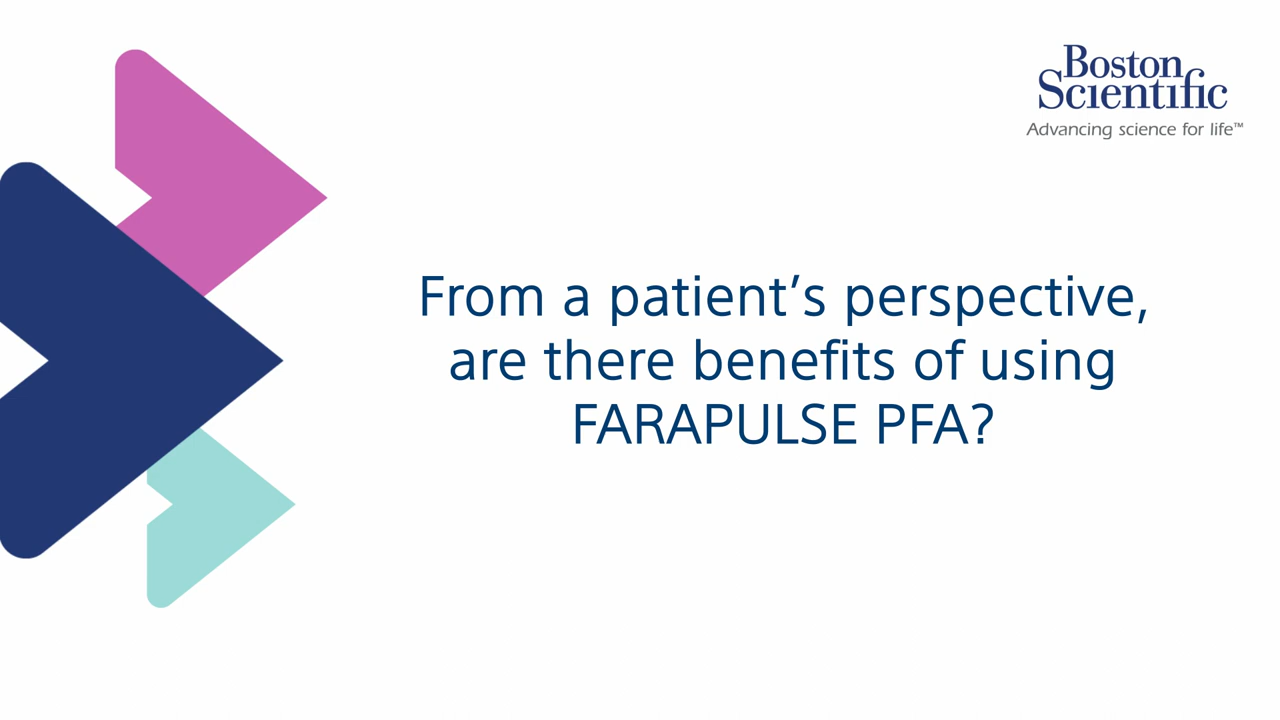 Boston
Scientific
Advancing science for life™
From a patient’s perspective,
are there benefits of using
FARAPULSE PFA?